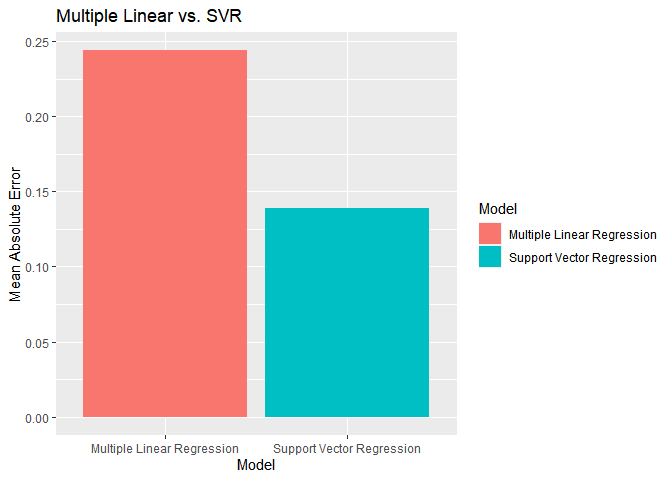 Multiple Linear vs. SVR
0.25
0.20
0.15
0.10
0.05
0.00
Mean Absolute Error
Multiple Linear Regression
Support Vector Regression
Model
Model
Multiple Linear Regression
Support Vector Regression